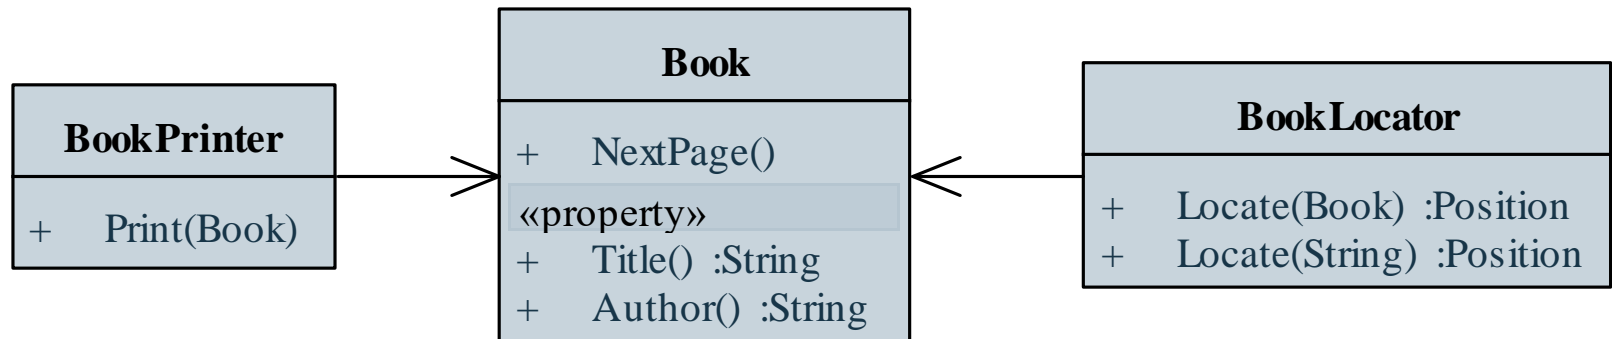 BookPrinter
+ Print(Book)
Book
+ NextPage()
«property»
+ Title() :String
+ Author() :String
BookLocator
+ Locate(Book) :Position
+ Locate(String) :Position